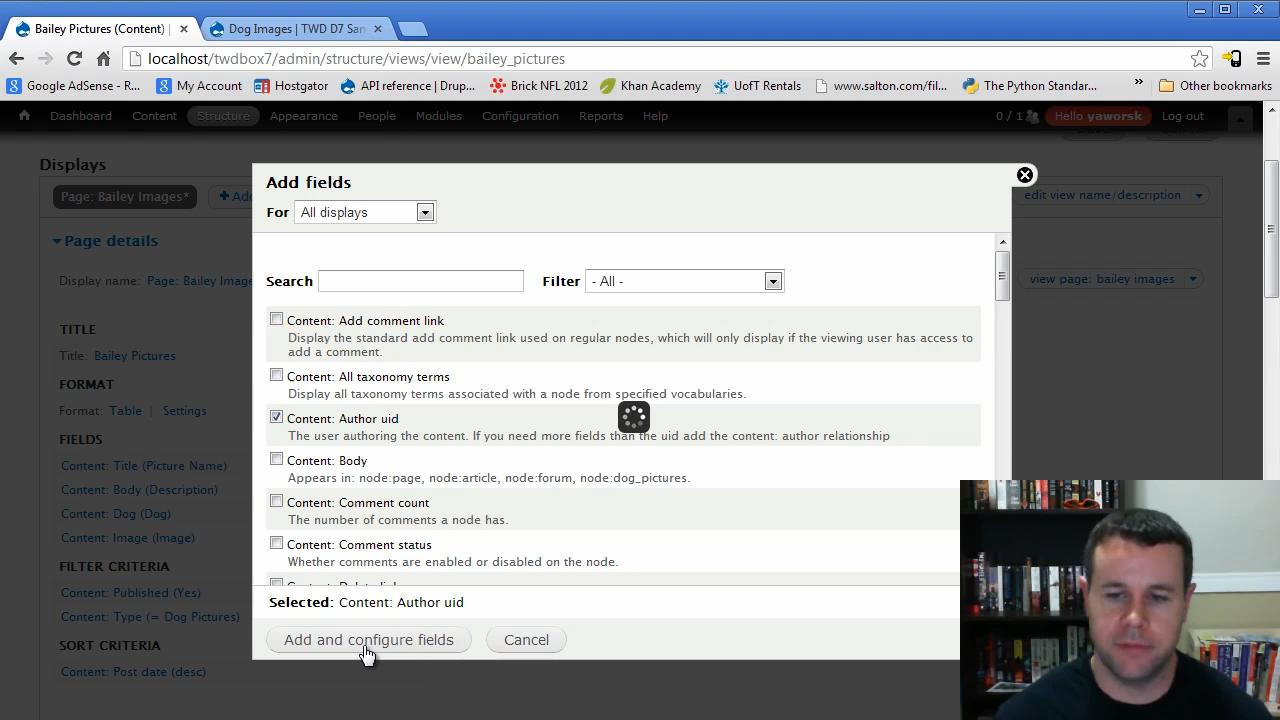 Bailey Pictures (Content) |
Dog Images | TWD D7 San
localhost/twdbox7/admin/structure/views/view/bailey_pictures
Google AdSense - R...
My Account
Hostgator
API reference | Drup...
Brick NFL 2012
Khan Academy
UofT Rentals
www.salton.com/fil...
The Python Standar...
»
Other bookmarks
Dashboard
Content
Structure
Appearance
People
Modules
Configuration
Reports
Help
0 / 1
Hello yaworsk
Log out
Displays
Page: Bailey Images*
edit view name/description
Page details
Display name: Page: Bailey Image
view page: bailey images
TITLE
Title: Bailey Pictures
FORMAT
Format: Table | Settings
FIELDS
Content: Title (Picture Name)
Content: Body (Description)
Content: Dog (Dog)
Content: Image (Image)
FILTER CRITERIA
Content: Published (Yes)
Content: Type (= Dog Pictures)
SORT CRITERIA
Content: Post date (desc)
Add fields
For All displays
Search
Filter - All -
Content: Add comment link
Display the standard add comment link used on regular nodes, which will only display if the viewing user has access to
add a comment.
Content: All taxonomy terms
Display all taxonomy terms associated with a node from specified vocabularies.
Content: Author uid
The user authoring the content. If you need more fields than the uid add the content: author relationship
Content: Body
Appears in: node:page, node:article, node:forum, node:dog_pictures.
Content: Comment count
The number of comments a node has.
Content: Comment status
Whether comments are enabled or disabled on the node.
Selected: Content: Author uid
Add and configure fields
Cancel